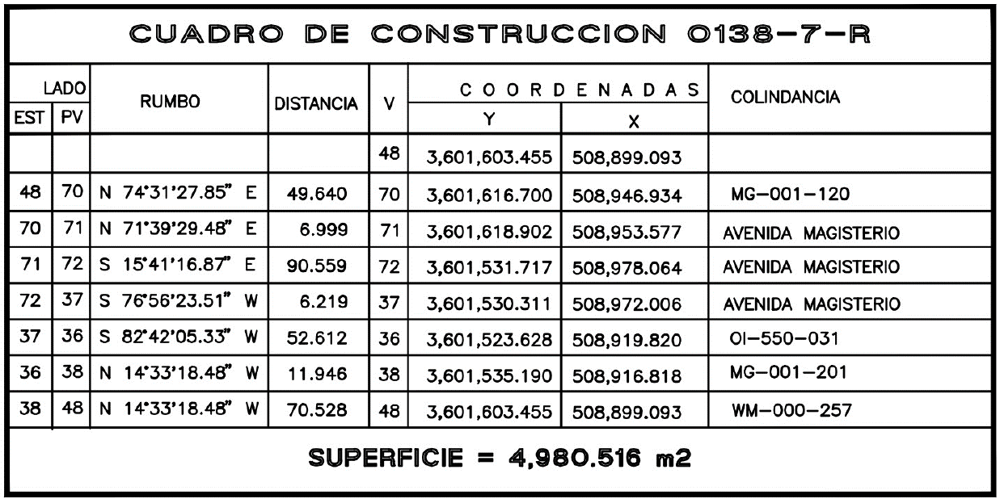 CUADRO DE CONSTRUCCION 0138-7-R
LADO RUMBO DISTANCIA V COORDENADAS COLINDANCIA
EST PV Y X
48 3,601,603.455 508,899.093
48 70 N 74°31'27.85" E 49.640 70 3,601,616.700 508,946.934 MG-001-120
70 71 N 71°39'29.48" E 6.999 71 3,601,618.902 508,953.577 AVENIDA MAGISTERIO
71 72 S 15°41'16.87" E 90.559 72 3,601,531.717 508,978.064 AVENIDA MAGISTERIO
72 37 S 76°56'23.51" W 6.219 37 3,601,530.311 508,972.006 AVENIDA MAGISTERIO
37 36 S 82°42'05.33" W 52.612 36 3,601,523.628 508,919.820 OI-550-031
36 38 N 14°33'18.48" W 11.946 38 3,601,535.190 508,916.818 MG-001-201
38 48 N 14°33'18.48" W 70.528 48 3,601,603.455 508,899.093 WM-000-257
SUPERFICIE = 4,980.516 m2